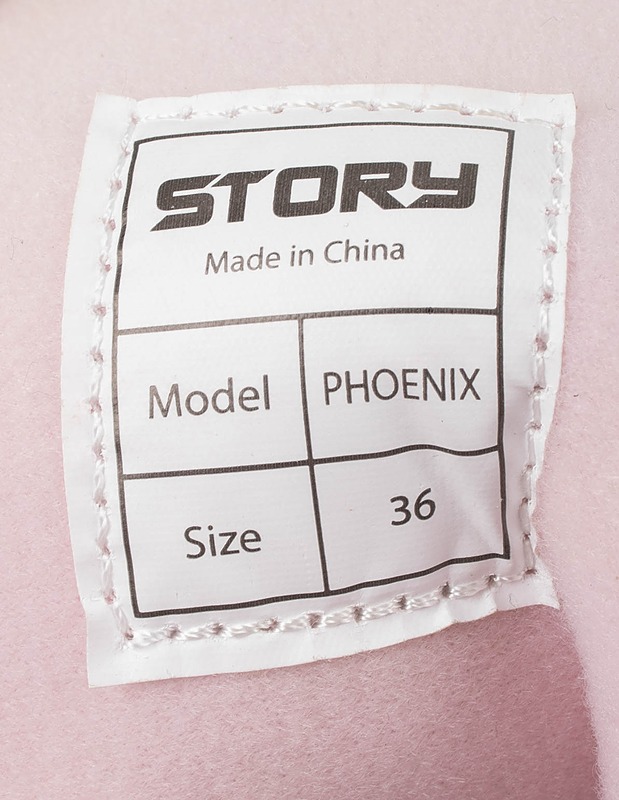 STORY
Made in China
Model PHOENIX
Size 36